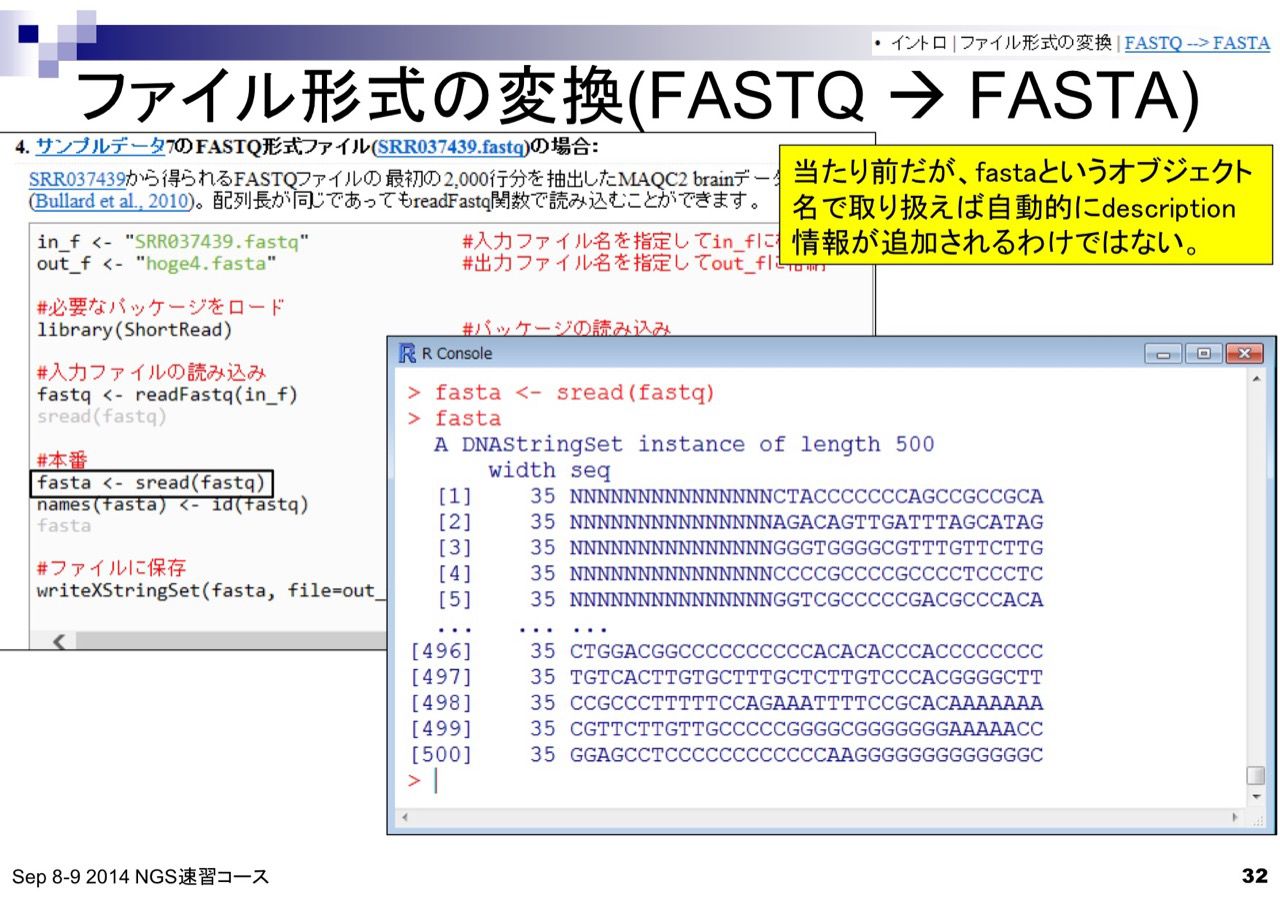 • イントロ | ファイル形式の変換 | FASTQ --> FASTA
ファイル形式の変換(FASTQ → FASTA)
4. サンプルデータ7のFASTQ形式ファイル(SRR037439.fastq)の場合:
SRR037439から得られるFASTQファイルの最初の2,000行分を抽出したMAQC2 brainデータ
(Bullard et al., 2010)。配列長が同じであってもreadFastq関数で読み込むことができます。
当たり前だが、fastaというオブジェクト
名で取り扱えば自動的にdescription
情報が追加されるわけではない。
in_f <- "SRR037439.fastq" #入力ファイル名を指定してin_fに
out_f <- "hoge4.fasta" #出力ファイル名を指定してout_fに格納
#必要なパッケージをロード
library(ShortRead) #パッケージの読み込み
#入力ファイルの読み込み
fastq <- readFastq(in_f)
sread(fastq)
#本番
fasta <- sread(fastq)
names(fasta) <- id(fastq)
fasta
#ファイルに保存
writeXStringSet(fasta, file=out_
R Console
> fasta <- sread(fastq)
> fasta
A DNAStringSet instance of length 500
width seq
[1] 35 NNNNNNNNNNNNNNNCTACCCCCCCAGCCGCCGCA
[2] 35 NNNNNNNNNNNNNNNAGACAGTTGATTTAGCATAG
[3] 35 NNNNNNNNNNNNNNNGGGTGGGGCGTTTGTTCTTG
[4] 35 NNNNNNNNNNNNNNNCCCCGCCCCGCCCCTCCCTC
[5] 35 NNNNNNNNNNNNNNNGGTCGCCCCCGACGCCCACA
... ... ...
[496] 35 CTGGACGGCCCCCCCCCCACACACCCACCCCCCCC
[497] 35 TGTCACTTGTGCTTTGCTCTTGTCCCACGGGGCTT
[498] 35 CCGCCCTTTTTCCAGAAATTTTCCGCACAAAAAAA
[499] 35 CGTTCTTGTTGCCCCCGGGGCGGGGGGGAAAAACC
[500] 35 GGAGCCTCCCCCCCCCCCCAAGGGGGGGGGGGGGC
>
Sep 8-9 2014 NGS速習コース
32